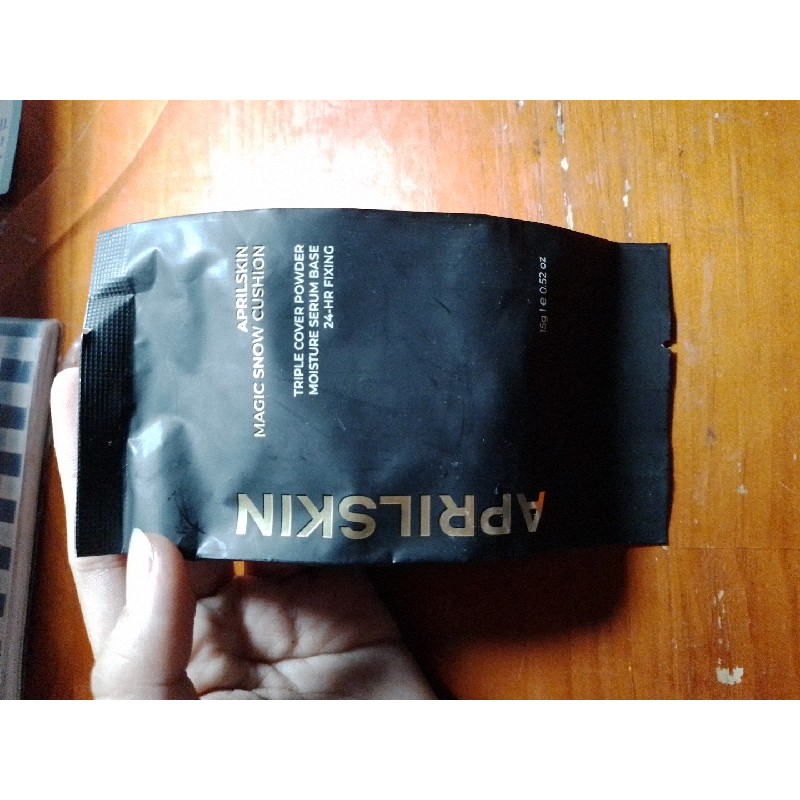 APRILSKIN
MAGIC SNOW CUSHION
TRIPLE COVER POWDER
MOISTURE SERUM BASE
24-HR FIXING
15g / e 0.52 oz
APRILSKIN